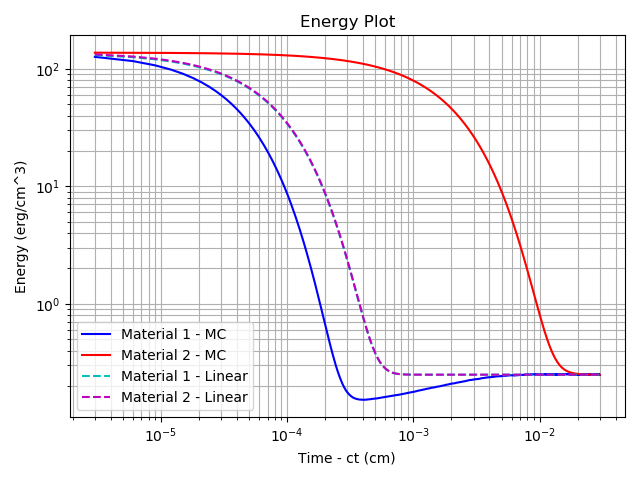 Energy Plot
Energy (erg/cm^3)
10²
10¹
10⁰
Material 1 - MC
Material 2 - MC
Material 1 - Linear
Material 2 - Linear
10⁻⁵
10⁻⁴
10⁻³
10⁻²
Time - ct (cm)